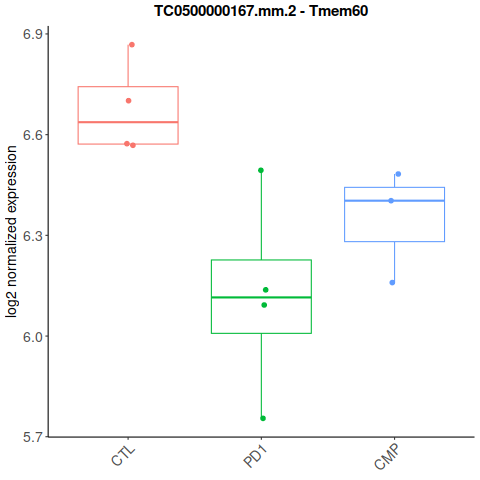 TC0500000167.mm.2 - Tmem60
log2 normalized expression
6.9
6.6
6.3
6.0
5.7
CTL
PD1
CMP